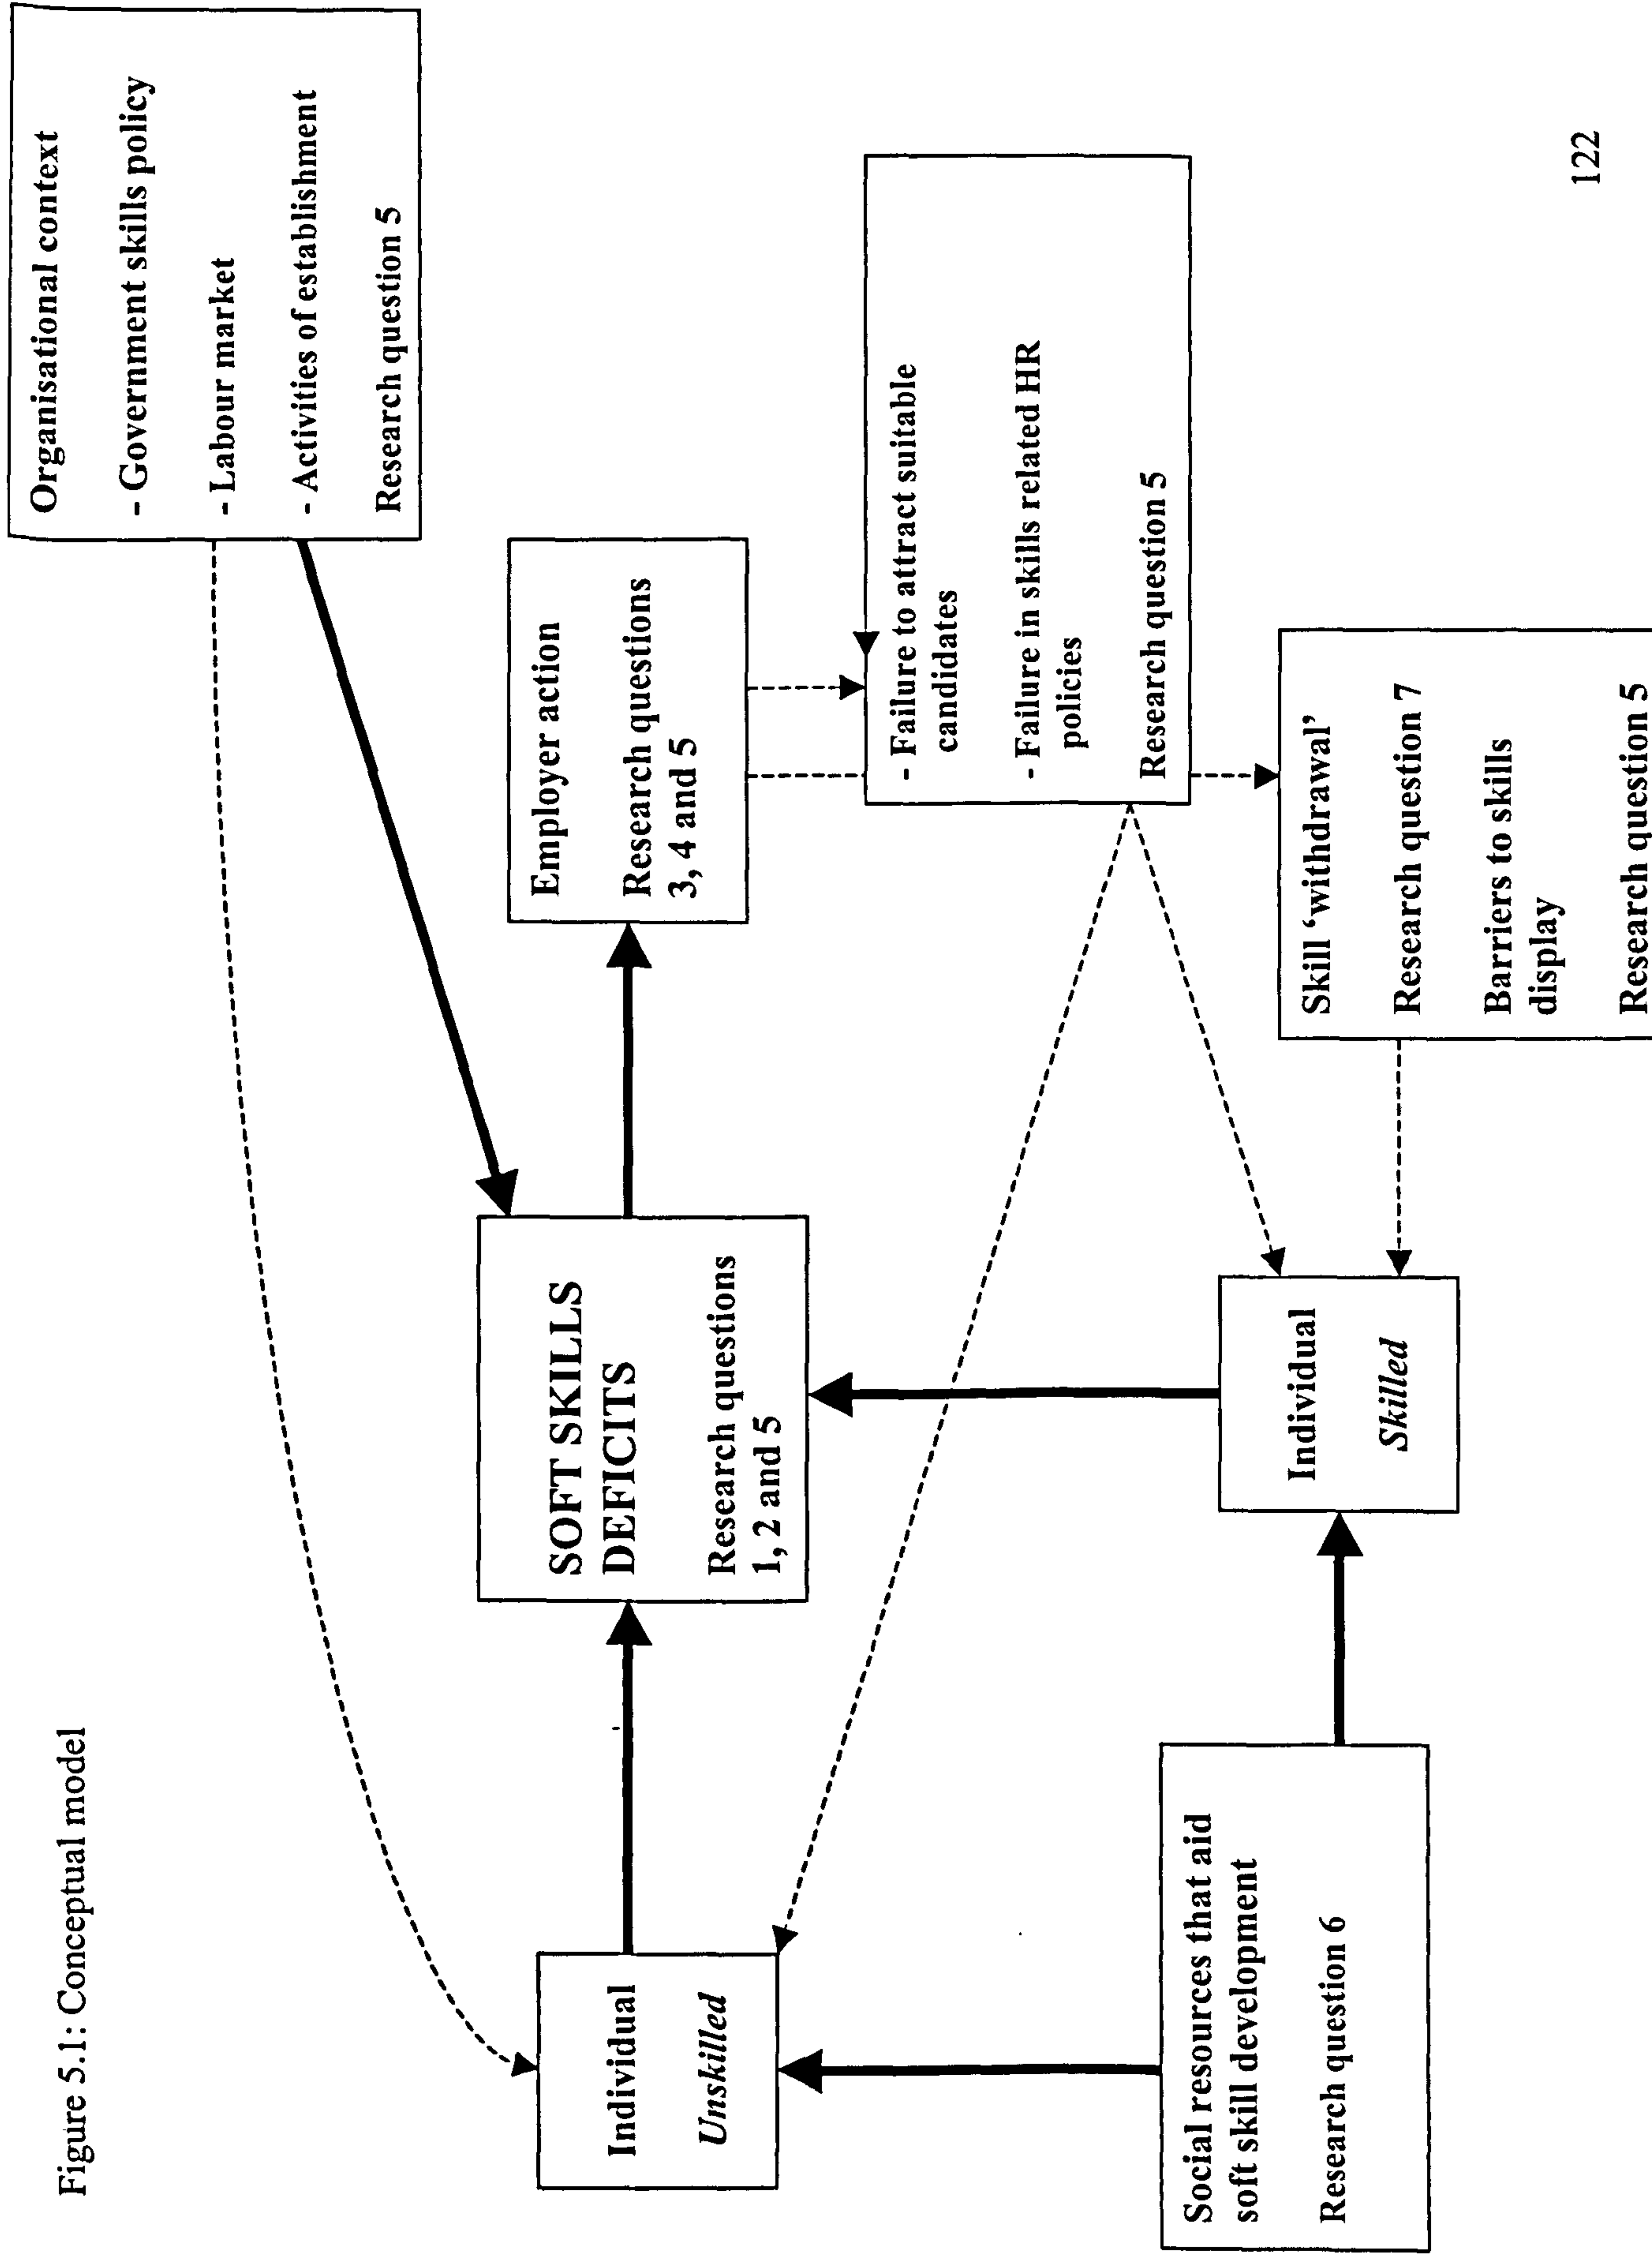 Figure 5.1: Conceptual model
Organisational context
- Government skills policy
- Labour market
- Activities of establishment
Research question 5
Individual
Unskilled
SOFT SKILLS
DEFICITS
Research questions
1, 2 and 5
Employer action
Research questions
3, 4 and 5
- Failure to attract suitable
candidates
- Failure in skills related HR
policies
Research question 5
Social resources that aid
soft skill development
Research question 6
Individual
Skilled
Skill ‘withdrawal’
Research question 7
Barriers to skills
display
Research question 5
122